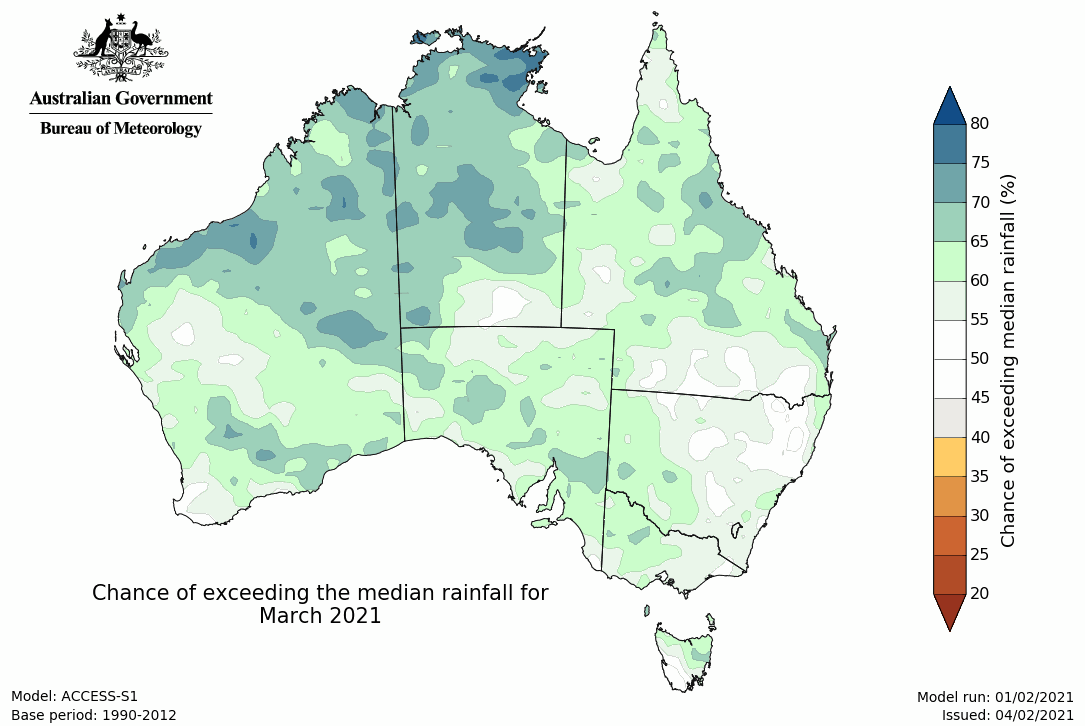 Australian Government
Bureau of Meteorology
80
75
70
65
60
55
50
45
40
35
30
25
20
Chance of exceeding median rainfall (%)
Chance of exceeding the median rainfall for
March 2021
Model: ACCESS-S1
Base period: 1990-2012
Model run: 01/02/2021
Issued: 04/02/2021